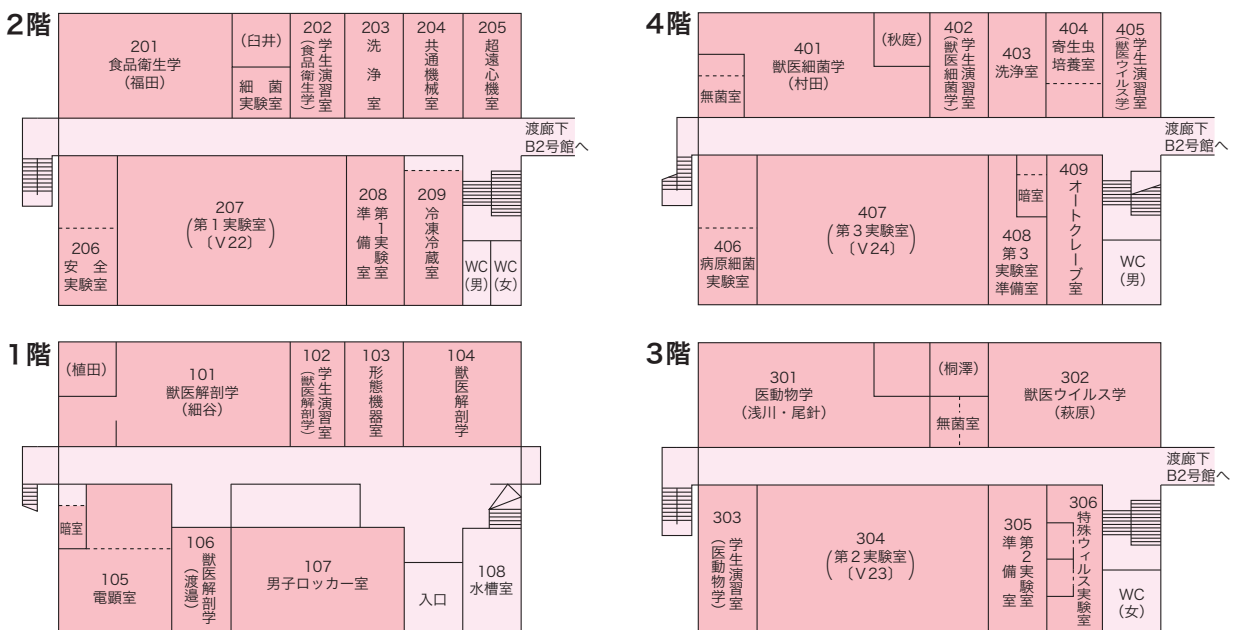 2階
201
食品衛生学
(福田)
(臼井)
細菌
実験室
202
学生演習室
(食品衛生学)
203
洗浄室
204
共通機械室
205
超遠心機室
渡廊下
B2号館へ
206
安全
実験室
207
(第1実験室)
〔V22〕
208
第1実験室
準備室
209
冷凍冷蔵室
WC
(男)
WC
(女)
4階
401
獣医細菌学
(村田)
無菌室
(秋庭)
402
学生演習室
(獣医細菌学)
403
洗浄室
404
寄生虫
培養室
405
学生演習室
(獣医ウイルス学)
渡廊下
B2号館へ
406
病原細菌
実験室
407
(第3実験室)
〔V24〕
暗室
408
第3
実験室
準備室
409
オートクレーブ室
WC
(男)
1階
(植田)
101
獣医解剖学
(細谷)
102
学生演習室
(獣医解剖学)
103
形態機器室
104
獣医解剖学
暗室
105
電顕室
106
獣医解剖学
(渡邉)
107
男子ロッカー室
入口
108
水槽室
3階
301
医動物学
(浅川・尾針)
(桐澤)
無菌室
302
獣医ウイルス学
(萩原)
渡廊下
B2号館へ
303
学生演習室
(医動物学)
304
(第2実験室)
〔V23〕
305
第2実験室
準備室
306
特殊ウィルス実験室
WC
(女)